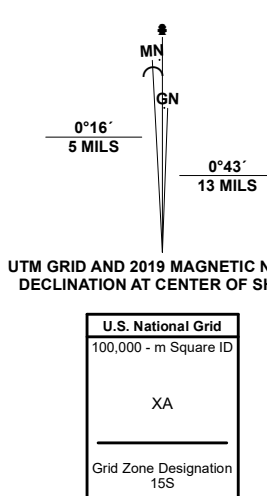 MN
GN
0°16´
5 MILS
0°43´
13 MILS
UTM GRID AND 2019 MAGNETIC N
DECLINATION AT CENTER OF SH
U.S. National Grid
100,000 - m Square ID
XA
Grid Zone Designation
15S